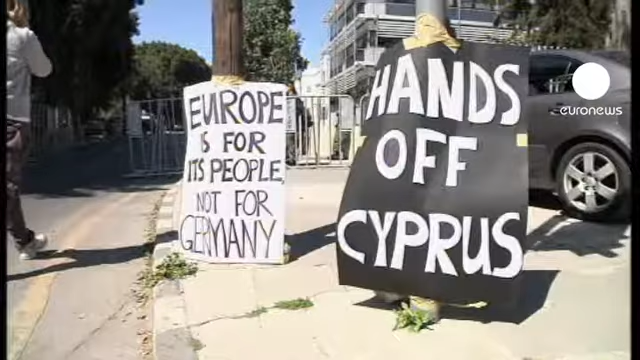 EUROPE
IS FOR
ITS PEOPLE,
NOT FOR
GERMANY
HANDS
OFF
CYPRUS
euronews